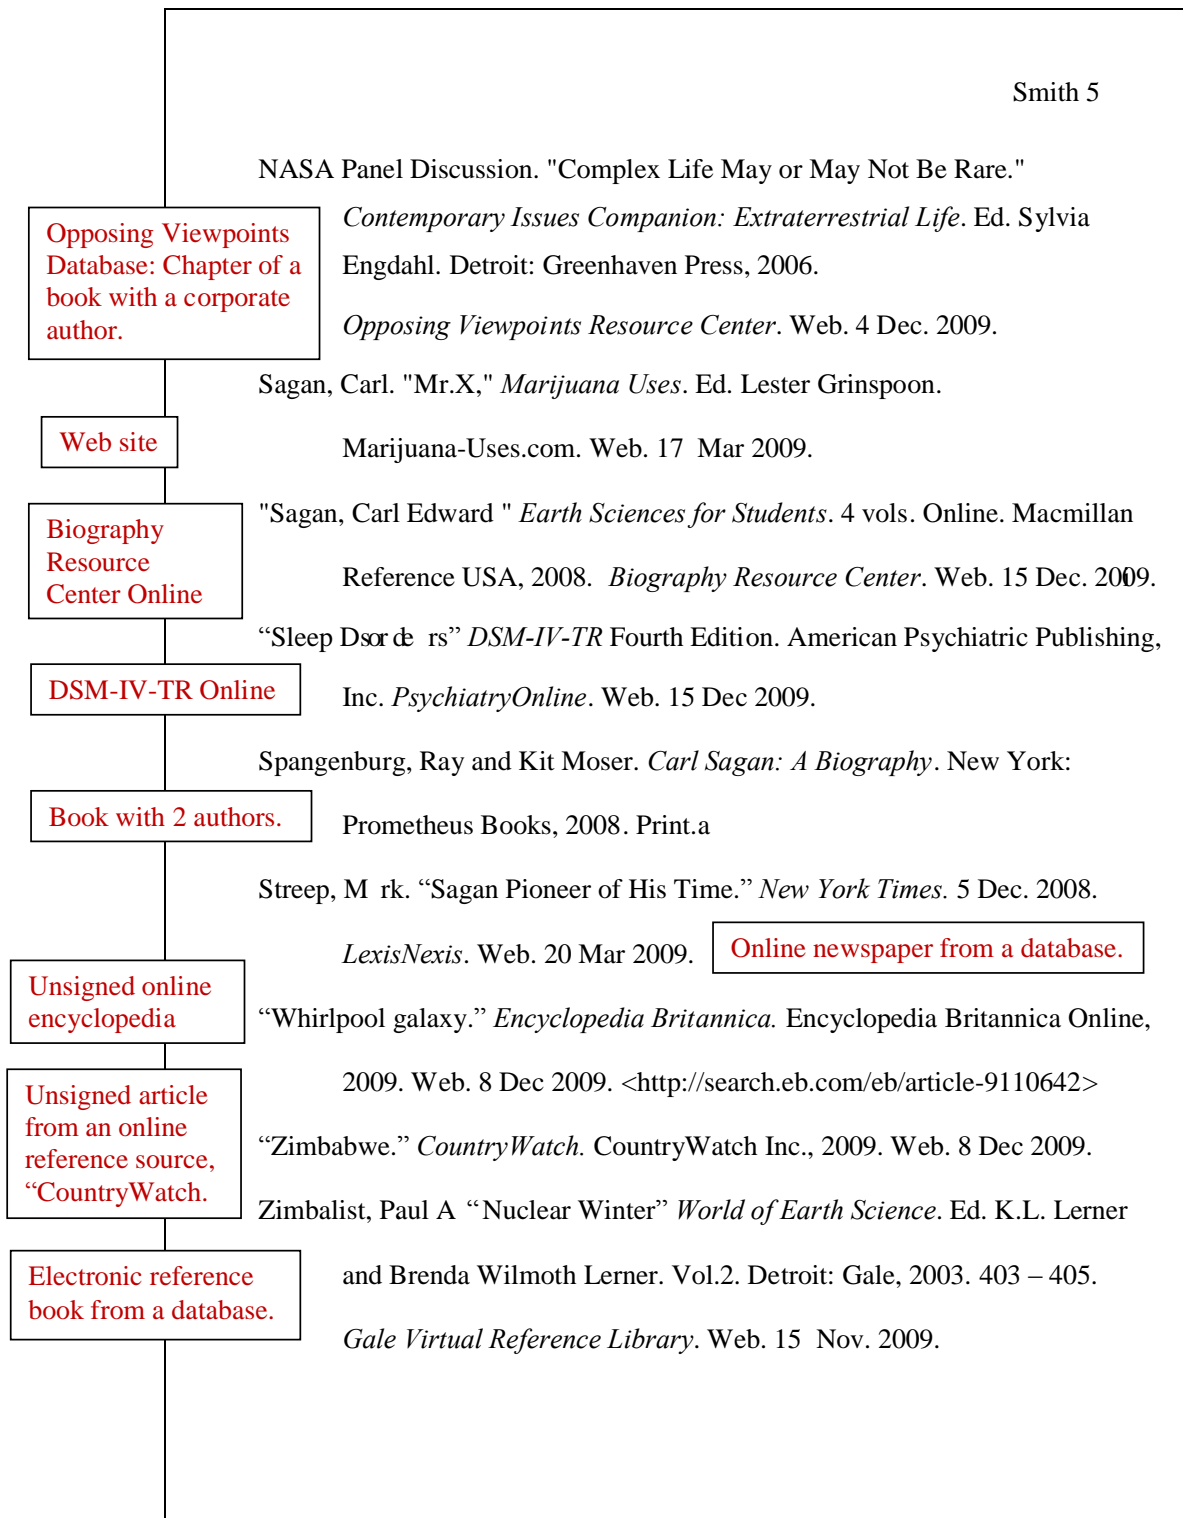 Smith 5
NASA Panel Discussion. "Complex Life May or May Not Be Rare."
Contemporary Issues Companion: Extraterrestrial Life. Ed. Sylvia
Engdahl. Detroit: Greenhaven Press, 2006.
Opposing Viewpoints Resource Center. Web. 4 Dec. 2009.
Opposing Viewpoints
Database: Chapter of a
book with a corporate
author.
Sagan, Carl. "Mr.X," Marijuana Uses. Ed. Lester Grinspoon.
Marijuana-Uses.com. Web. 17 Mar 2009.
Web site
"Sagan, Carl Edward " Earth Sciences for Students. 4 vols. Online. Macmillan
Reference USA, 2008. Biography Resource Center. Web. 15 Dec. 2009.
Biography
Resource
Center Online
“Sleep Dsor de rs” DSM-IV-TR Fourth Edition. American Psychiatric Publishing,
Inc. PsychiatryOnline. Web. 15 Dec 2009.
DSM-IV-TR Online
Spangenburg, Ray and Kit Moser. Carl Sagan: A Biography. New York:
Prometheus Books, 2008. Print.a
Book with 2 authors.
Streep, M rk. “Sagan Pioneer of His Time.” New York Times. 5 Dec. 2008.
LexisNexis. Web. 20 Mar 2009.
Online newspaper from a database.
“Whirlpool galaxy.” Encyclopedia Britannica. Encyclopedia Britannica Online,
2009. Web. 8 Dec 2009. <http://search.eb.com/eb/article-9110642>
Unsigned online
encyclopedia
“Zimbabwe.” CountryWatch. CountryWatch Inc., 2009. Web. 8 Dec 2009.
Unsigned article
from an online
reference source,
“CountryWatch.
Zimbalist, Paul A “Nuclear Winter” World of Earth Science. Ed. K.L. Lerner
and Brenda Wilmoth Lerner. Vol.2. Detroit: Gale, 2003. 403 – 405.
Gale Virtual Reference Library. Web. 15 Nov. 2009.
Electronic reference
book from a database.